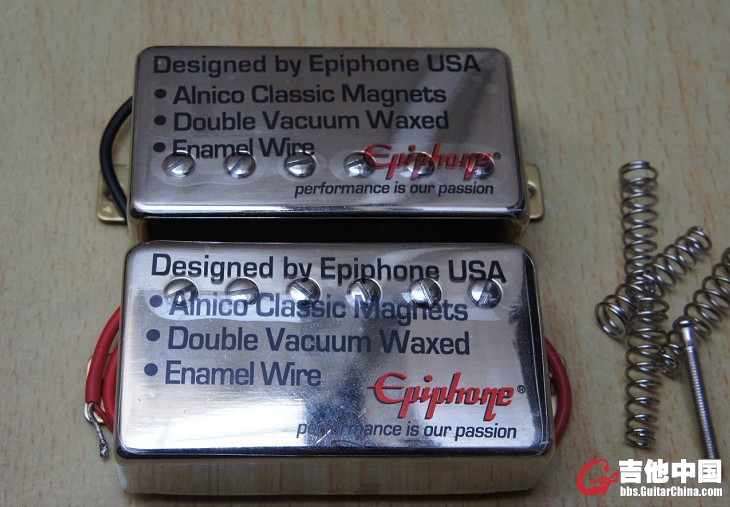 Designed by Epiphone USA
• Alnico Classic Magnets
• Double Vacuum Waxed
• Enamel Wire
Epiphone®
performance is our passion
Designed by Epiphone USA
• Alnico Classic Magnets
• Double Vacuum Waxed
• Enamel Wire
Epiphone®
performance is our passion
吉他中国
bbs.GuitarChina.com